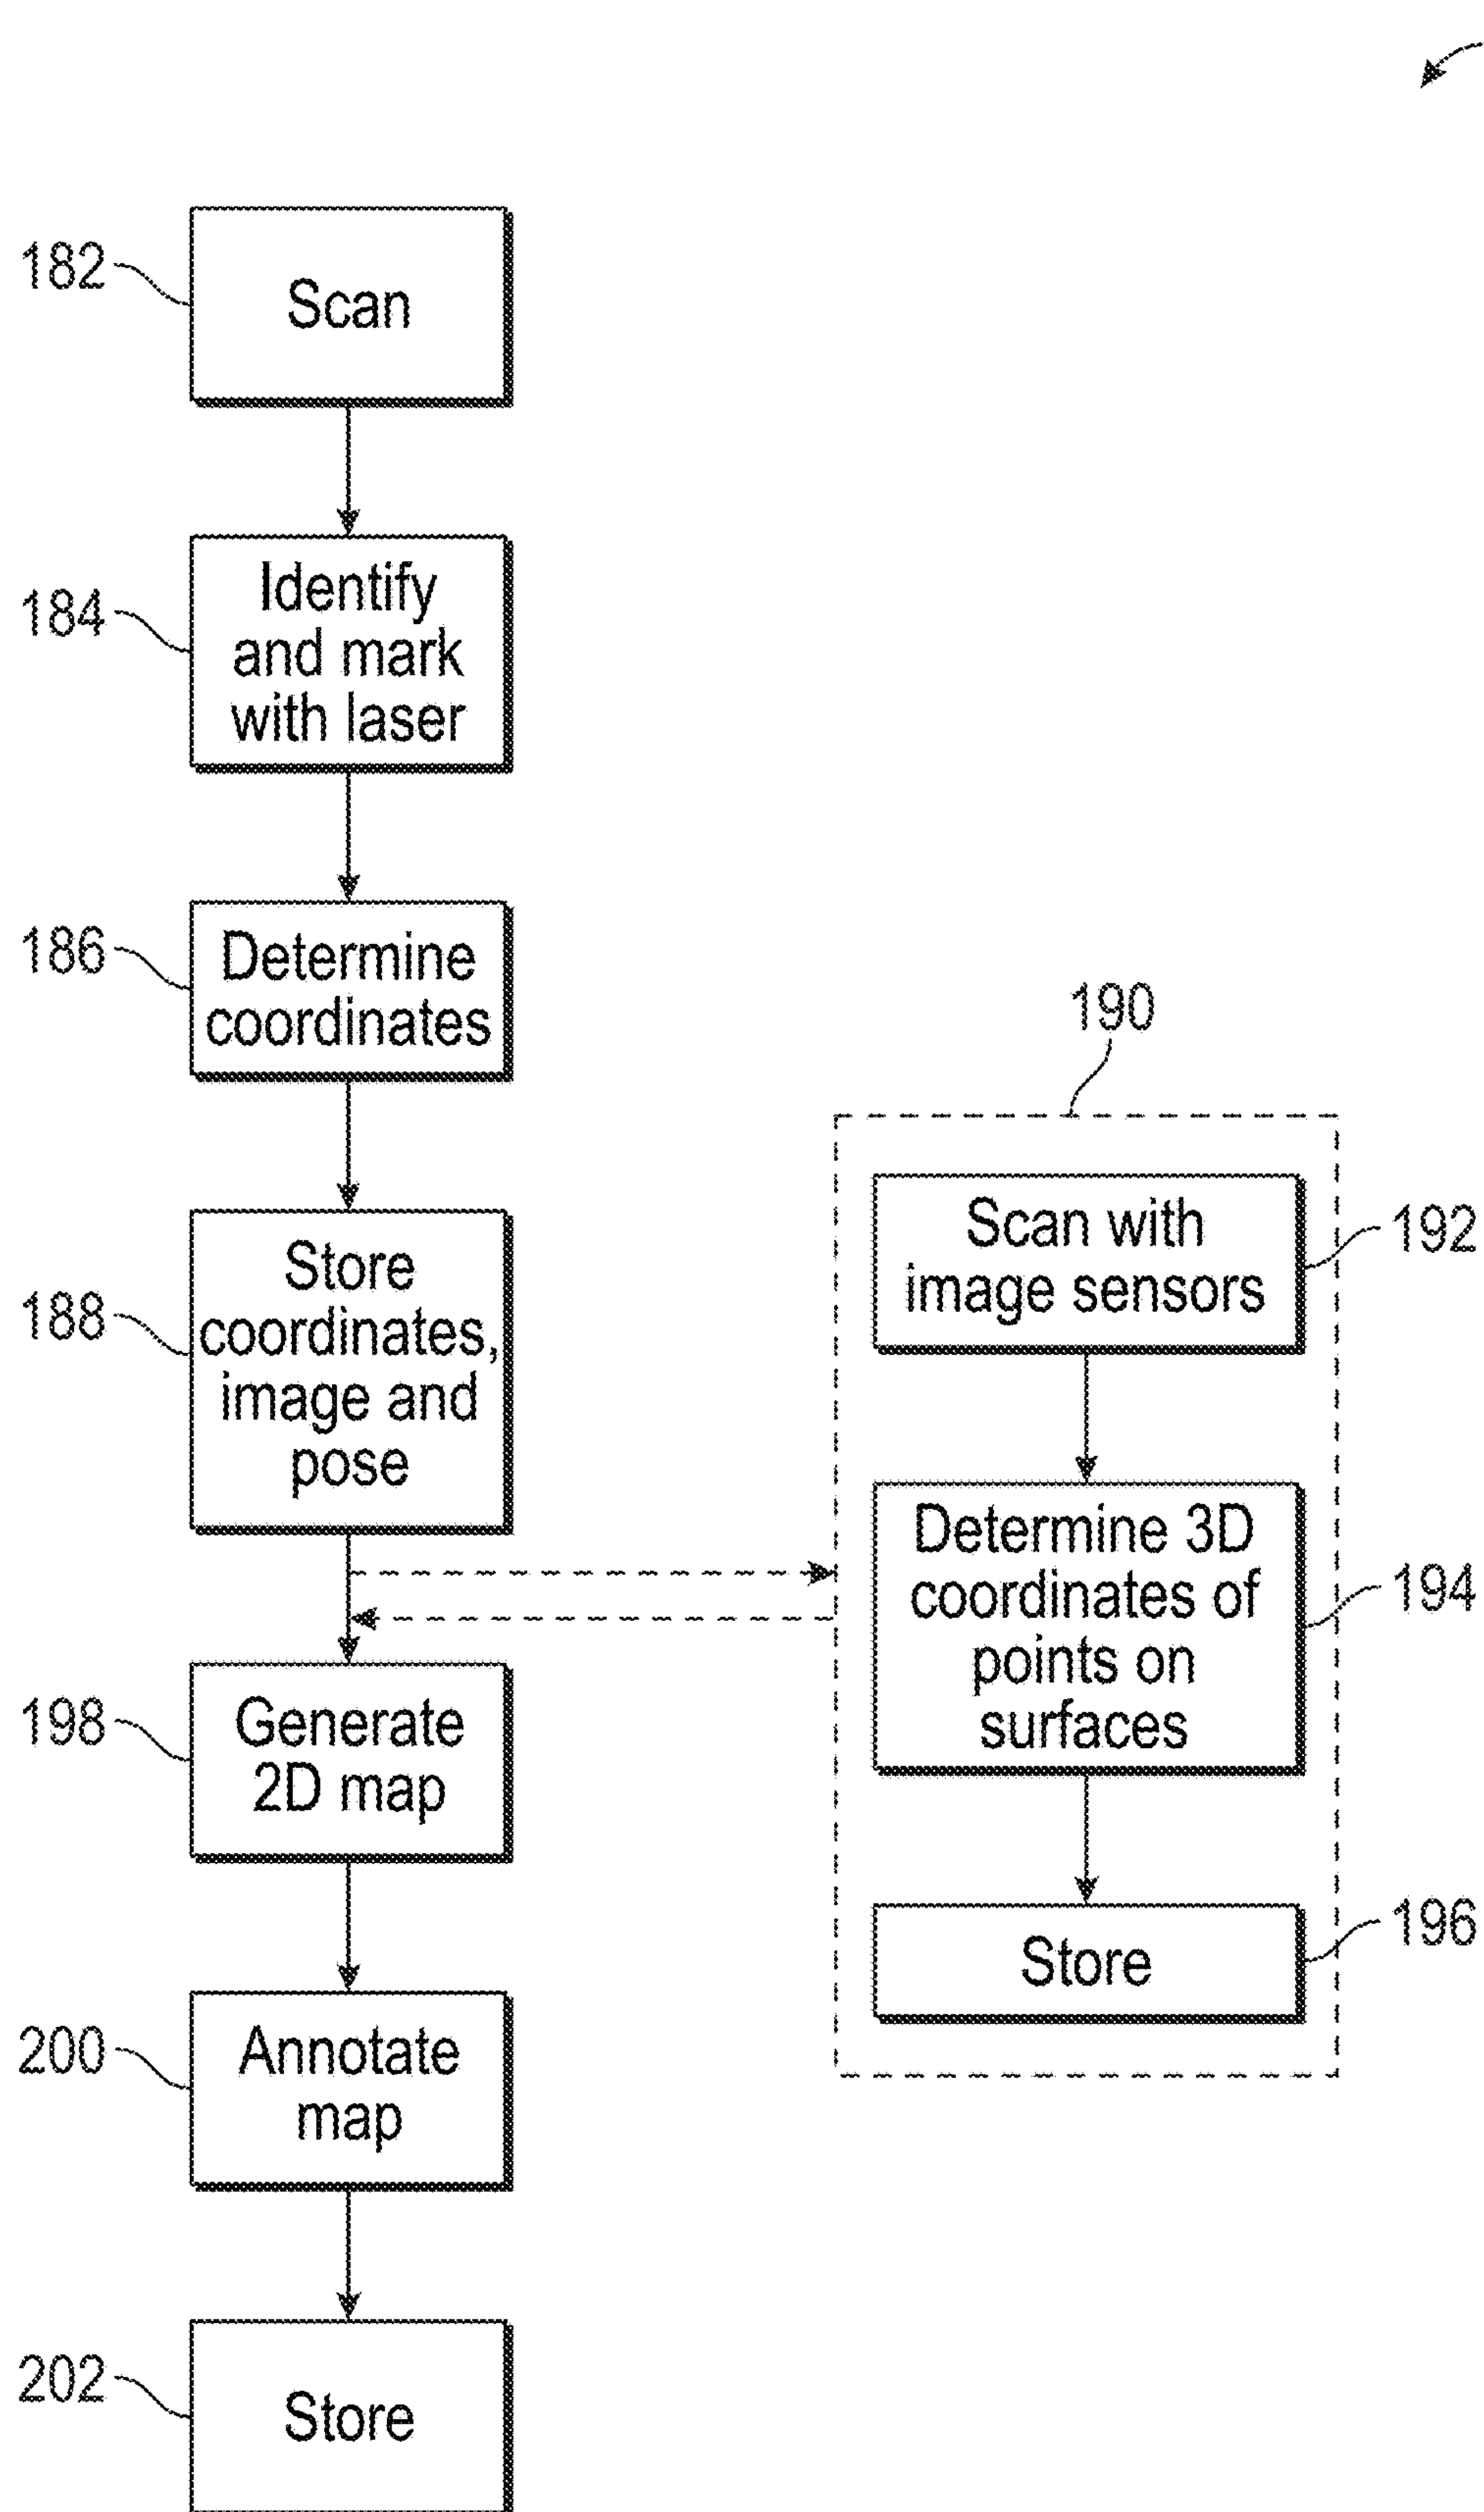 182
Scan
184
Identify
and mark
with laser
186
Determine
coordinates
188
Store
coordinates,
image and
pose
190
Scan with
image sensors
192
Determine 3D
coordinates of
points on
surfaces
194
Store
196
198
Generate
2D map
200
Annotate
map
202
Store